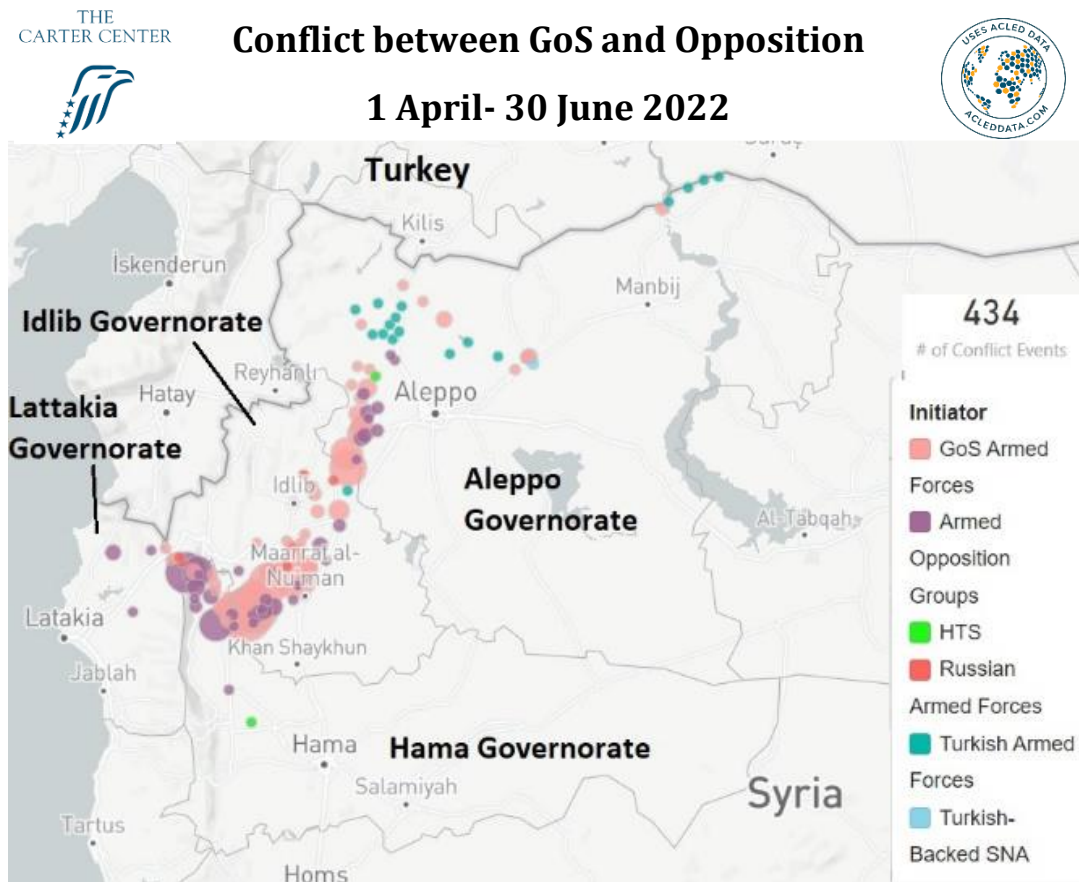 THE
CARTER CENTER
Conflict between GoS and Opposition
1 April- 30 June 2022
USES ACLED DATA
ACLEDDATA.COM
Turkey
Kilis
İskenderun
Manbij
Idlib Governorate
434
# of Conflict Events
Reyhanlı
Hatay
Aleppo
Lattakia
Governorate
Initiator
GoS Armed
Forces
Armed
Opposition
Groups
HTS
Russian
Armed Forces
Turkish Armed
Forces
Turkish-
Backed SNA
Idlib
Aleppo
Governorate
Al-Tabqah
Maarrat al-
Nu'man
Latakia
Khan Shaykhun
Jablah
Hama
Hama Governorate
Salamiyah
Syria
Tartus
Homs